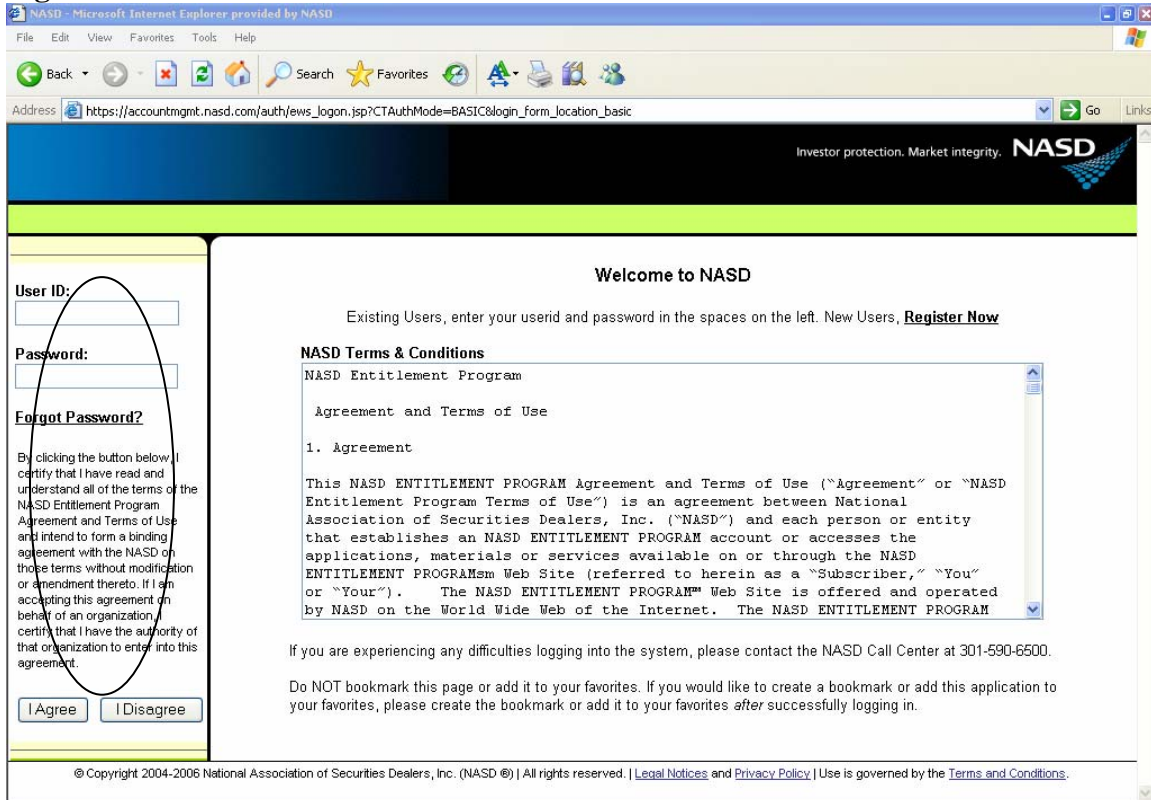 NASD - Microsoft Internet Explorer provided by NASD
File Edit View Favorites Tools Help
Back Search Favorites
Address https://accountmgmt.nasd.com/auth/ews_logon.jsp?CTAuthMode=BASIC&login_form_location_basic Go Links
Investor protection. Market integrity. NASD
User ID:
Password:
Forgot Password?
By clicking the button below, I
certify that I have read and
understand all of the terms of the
NASD Entitlement Program
Agreement and Terms of Use
and intend to form a binding
agreement with the NASD on
those terms without modification
or amendment thereto. If I am
accepting this agreement on
behalf of an organization, I
certify that I have the authority of
that organization to enter into this
agreement.
I Agree I Disagree
Welcome to NASD
Existing Users, enter your userid and password in the spaces on the left. New Users, Register Now
NASD Terms & Conditions
NASD Entitlement Program
Agreement and Terms of Use
1. Agreement
This NASD ENTITLEMENT PROGRAM Agreement and Terms of Use ("Agreement" or "NASD
Entitlement Program Terms of Use") is an agreement between National
Association of Securities Dealers, Inc. ("NASD") and each person or entity
that establishes an NASD ENTITLEMENT PROGRAM account or accesses the
applications, materials or services available on or through the NASD
ENTITLEMENT PROGRAMsm Web Site (referred to herein as a "Subscriber," "You"
or "Your"). The NASD ENTITLEMENT PROGRAM℠ Web Site is offered and operated
by NASD on the World Wide Web of the Internet. The NASD ENTITLEMENT PROGRAM
If you are experiencing any difficulties logging into the system, please contact the NASD Call Center at 301-590-6500.
Do NOT bookmark this page or add it to your favorites. If you would like to create a bookmark or add this application to
your favorites, please create the bookmark or add it to your favorites after successfully logging in.
© Copyright 2004-2006 National Association of Securities Dealers, Inc. (NASD ®) | All rights reserved. | Legal Notices and Privacy Policy | Use is governed by the Terms and Conditions.